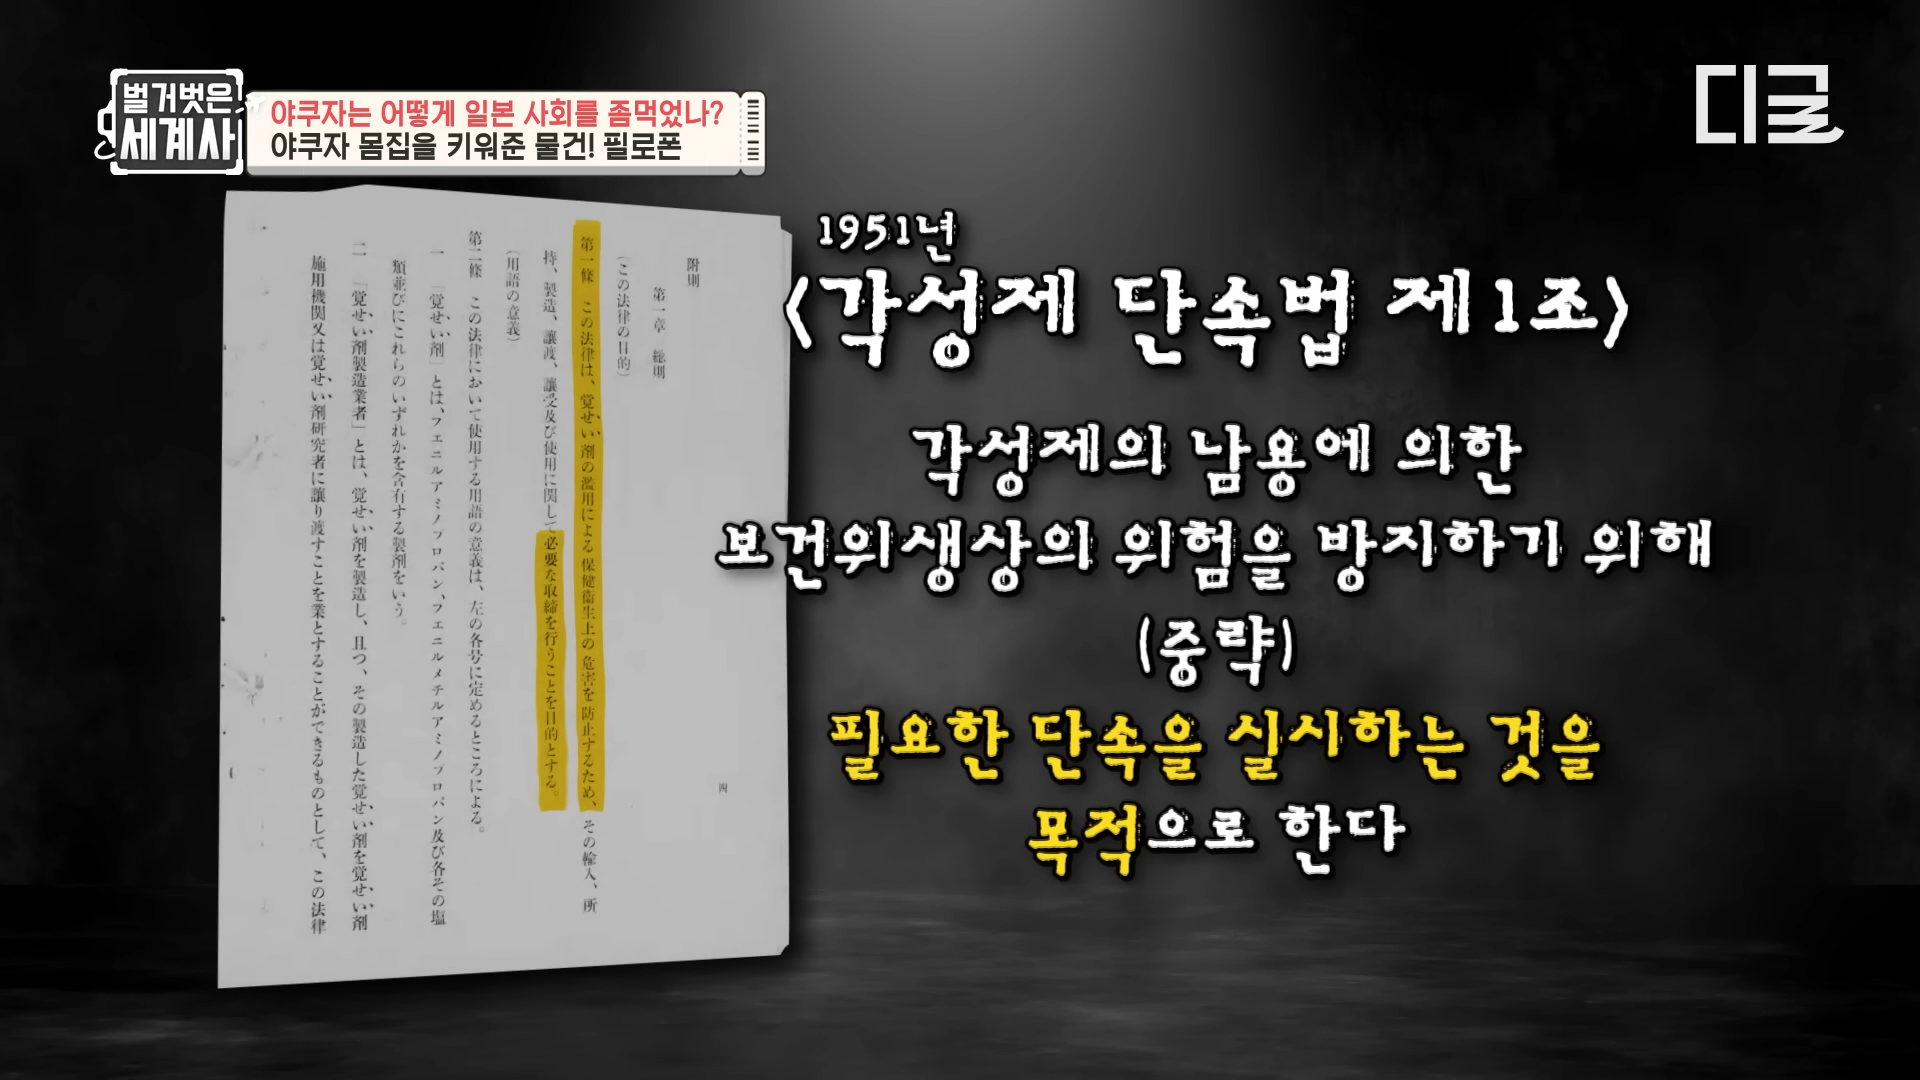 벌거벗은
세계사
야쿠자는 어떻게 일본 사회를 좀먹었나?
야쿠자 몸집을 키워준 물건! 필로폰
디글
1951년
<각성제 단속법 제1조>
각성제의 남용에 의한
보건위생상의 위험을 방지하기 위해
(중략)
필요한 단속을 실시하는 것을
목적으로 한다
附則
第一章 総則
(この法律の目的)
第一條 この法律は、覚せい剤の濫用による保健衞生上の危害を防止するため、その輸入、所
持、製造、讓渡、讓受及び使用に関して必要な取締を行うことを目的とする。
(用語の意義)
第二條 この法律において使用する用語の意義は、左の各号に定めるところによる。
一 「覚せい剤」とは、フエニルアミノプロパン、フエニルメチルアミノプロパン及び各その塩
類並びにこれらのいずれかを含有する製剤をいう。
二 「覚せい剤製造業者」とは、覚せい剤を製造し、且つ、その製造した覚せい剤を覚せい剤
施用機関又は覚せい剤研究者に讓り渡すことを業とすることができるものとして、この法律
四